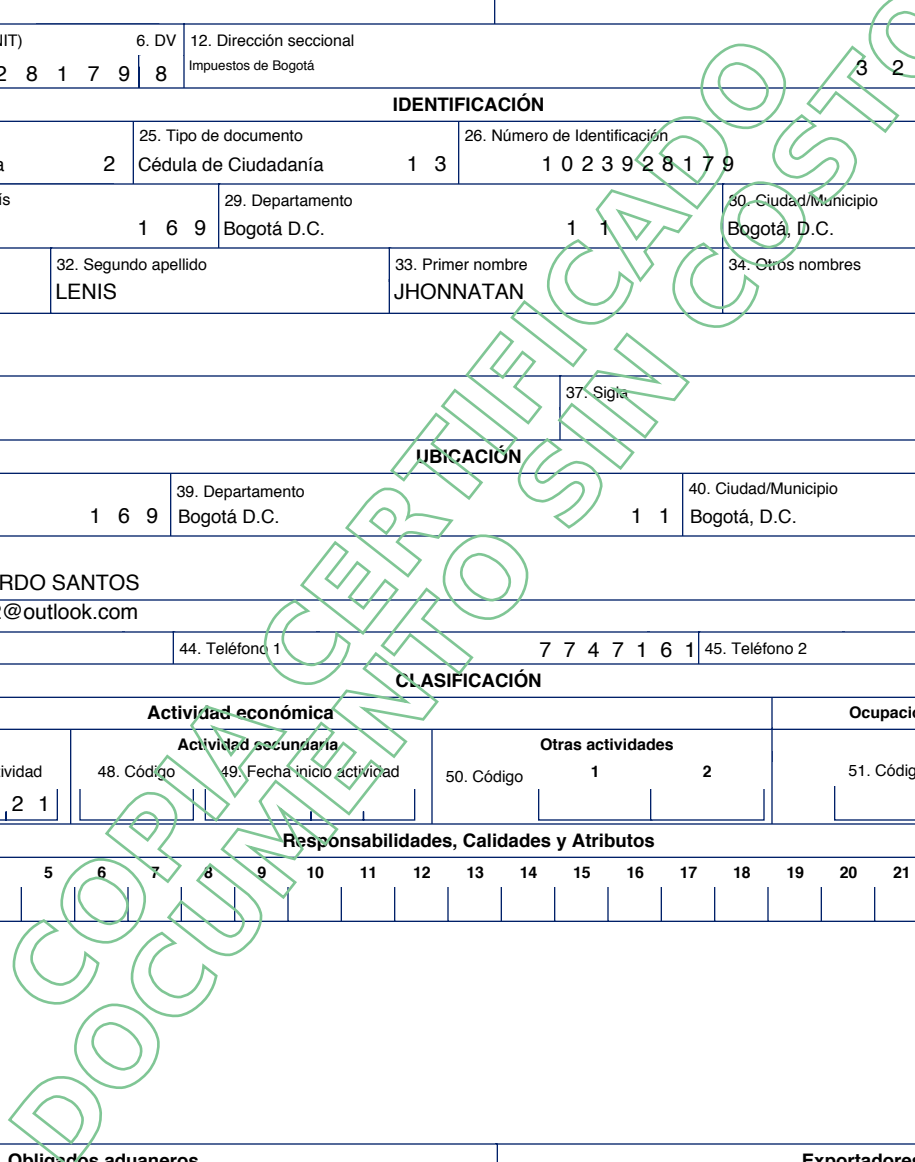 NIT) 6. DV 12. Dirección seccional
2 8 1 7 9 8 Impuestos de Bogotá 3 2
IDENTIFICACIÓN
25. Tipo de documento 26. Número de Identificación
a 2 Cédula de Ciudadanía 1 3 1 0 2 3 9 2 8 1 7 9
ís 29. Departamento 30. Ciudad/Municipio
1 6 9 Bogotá D.C. 1 1 Bogotá, D.C.
32. Segundo apellido 33. Primer nombre 34. Otros nombres
LENIS JHONNATAN
37. Sigla
UBICACIÓN
39. Departamento 40. Ciudad/Municipio
1 6 9 Bogotá D.C. 1 1 Bogotá, D.C.
RDO SANTOS
@outlook.com
44. Teléfono 1 7 7 4 7 1 6 1 45. Teléfono 2
CLASIFICACIÓN
Actividad económica Ocupació
Actividad secundaria Otras actividades
ividad 48. Código 49. Fecha inicio actividad 50. Código 1 2 51. Códig
2 1
Responsabilidades, Calidades y Atributos
5 6 7 8 9 10 11 12 13 14 15 16 17 18 19 20 21
Obligados aduaneros Exportadores
COPIA CERTIFICADO
DOCUMENTO SIN COSTO